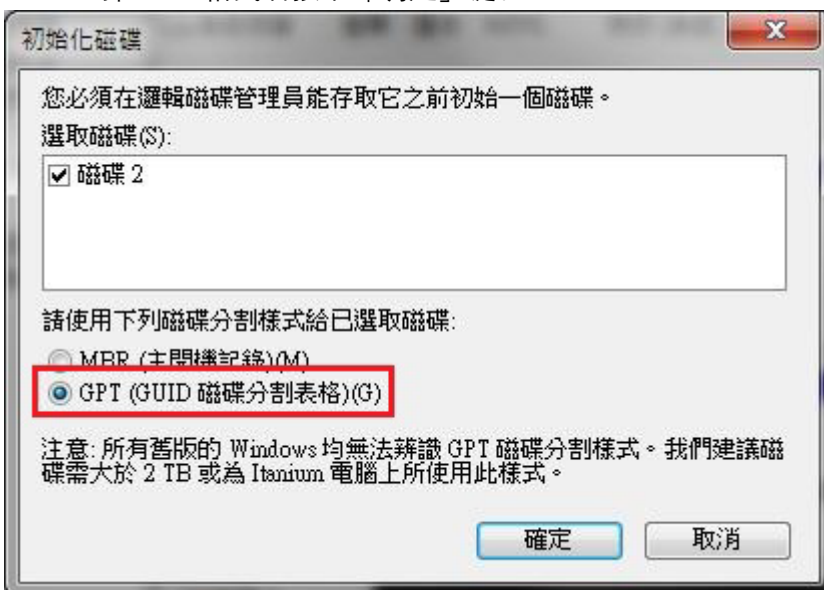 初始化磁碟
您必須在邏輯磁碟管理員能存取它之前初始一個磁碟。
選取磁碟(S):
磁碟 2
請使用下列磁碟分割樣式給已選取磁碟:
MBR (主開機記錄)(M)
GPT (GUID 磁碟分割表格)(G)
注意: 所有舊版的 Windows 均無法辨識 GPT 磁碟分割樣式。我們建議磁
碟需大於 2 TB 或為 Itanium 電腦上所使用此樣式。
確定
取消